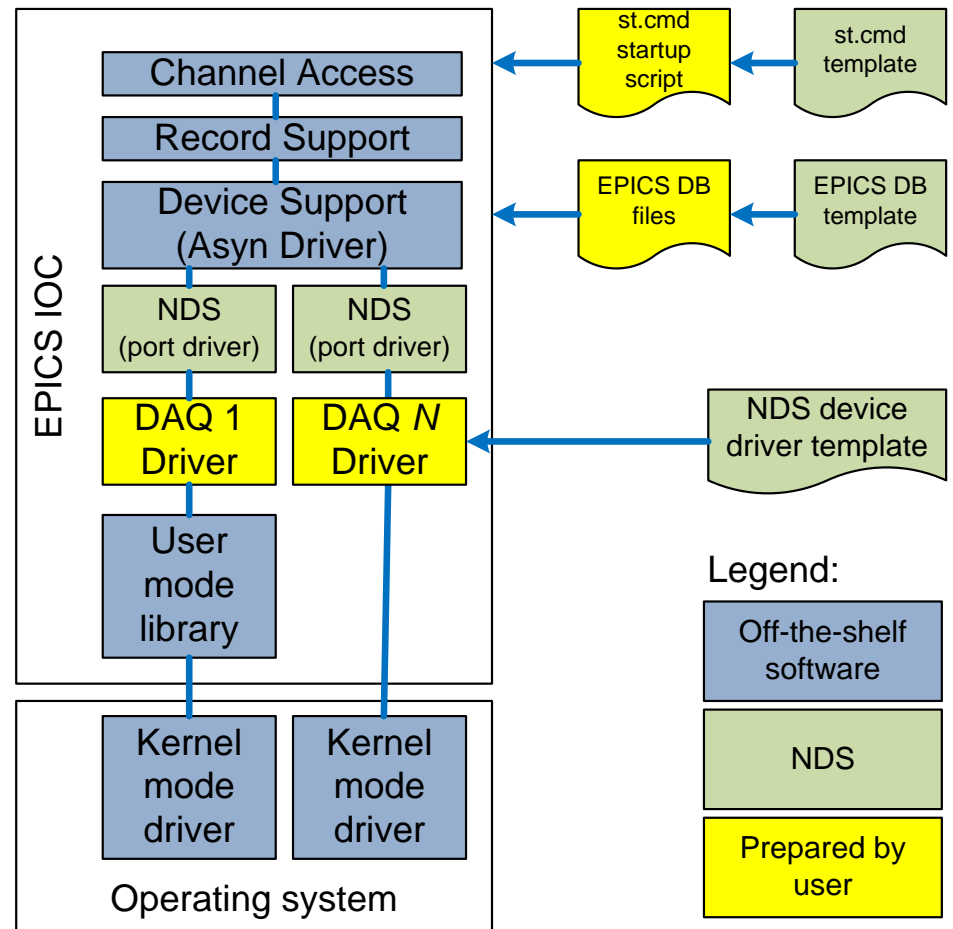 Channel Access
Record Support
Device Support
(Asyn Driver)
NDS
(port driver)
NDS
(port driver)
DAQ 1
Driver
DAQ N
Driver
User
mode
library
EPICS IOC
Kernel
mode
driver
Kernel
mode
driver
Operating system
st.cmd
startup
script
st.cmd
template
EPICS DB
files
EPICS DB
template
NDS device
driver template
Legend:
Off-the-shelf
software
NDS
Prepared by
user